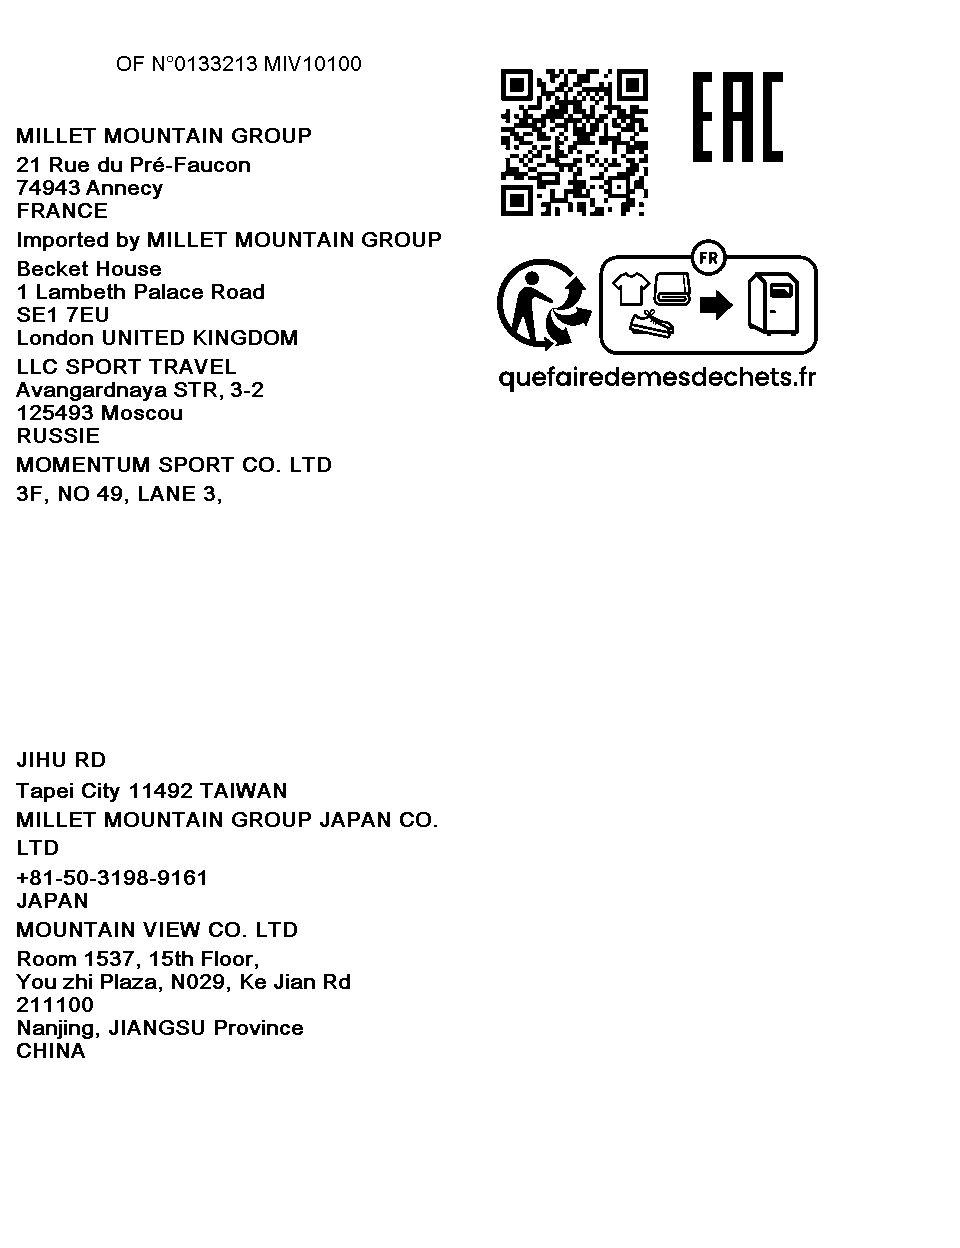 OF N°0133213 MIV10100
MILLET MOUNTAIN GROUP
21 Rue du Pré-Faucon
74943 Annecy
FRANCE
Imported by MILLET MOUNTAIN GROUP
Becket House
1 Lambeth Palace Road
SE1 7EU
London UNITED KINGDOM
LLC SPORT TRAVEL
Avangardnaya STR, 3-2
125493 Moscou
RUSSIE
MOMENTUM SPORT CO. LTD
3F, NO 49, LANE 3,
EAC
FR
quefairedemesdechets.fr
JIHU RD
Tapei City 11492 TAIWAN
MILLET MOUNTAIN GROUP JAPAN CO.
LTD
+81-50-3198-9161
JAPAN
MOUNTAIN VIEW CO. LTD
Room 1537, 15th Floor,
You zhi Plaza, N029, Ke Jian Rd
211100
Nanjing, JIANGSU Province
CHINA